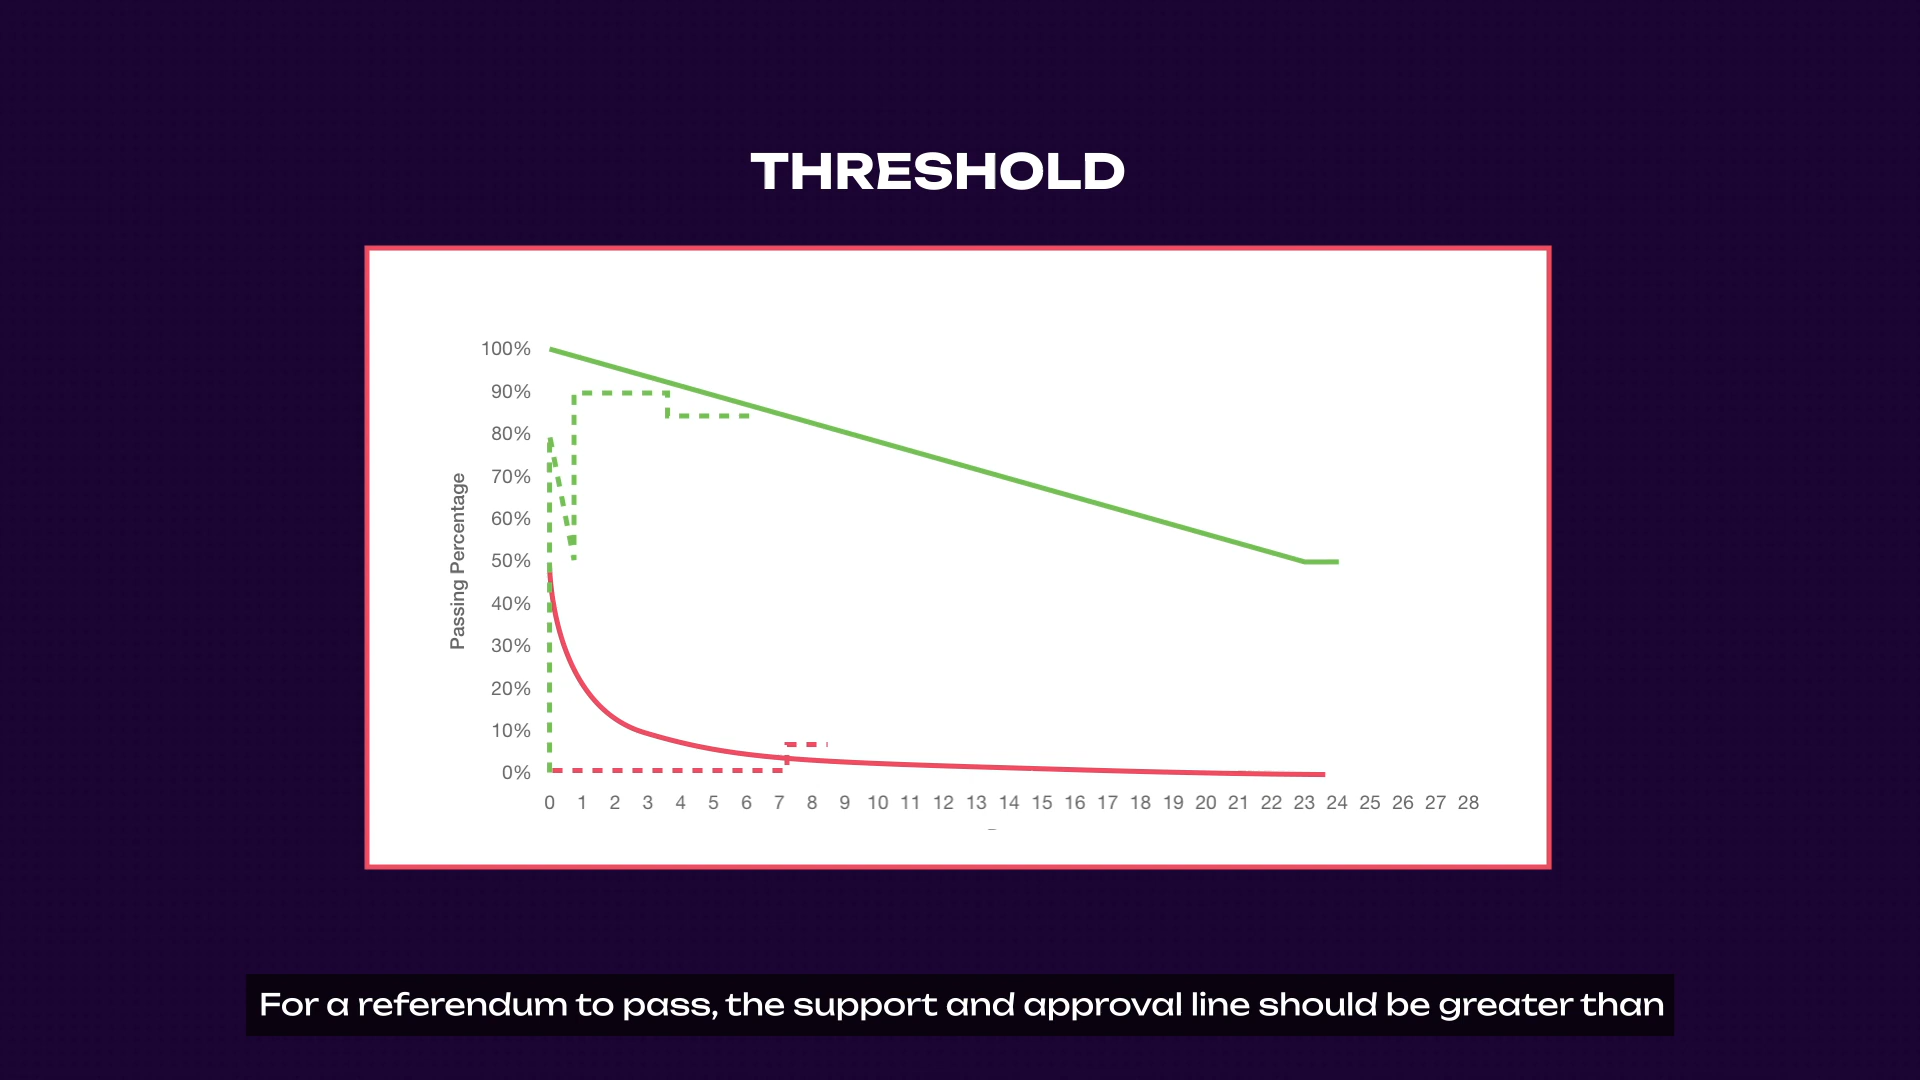 THRESHOLD
Passing Percentage
100%
90%
80%
70%
60%
50%
40%
30%
20%
10%
0%
0 1 2 3 4 5 6 7 8 9 10 11 12 13 14 15 16 17 18 19 20 21 22 23 24 25 26 27 28
For a referendum to pass, the support and approval line should be greater than